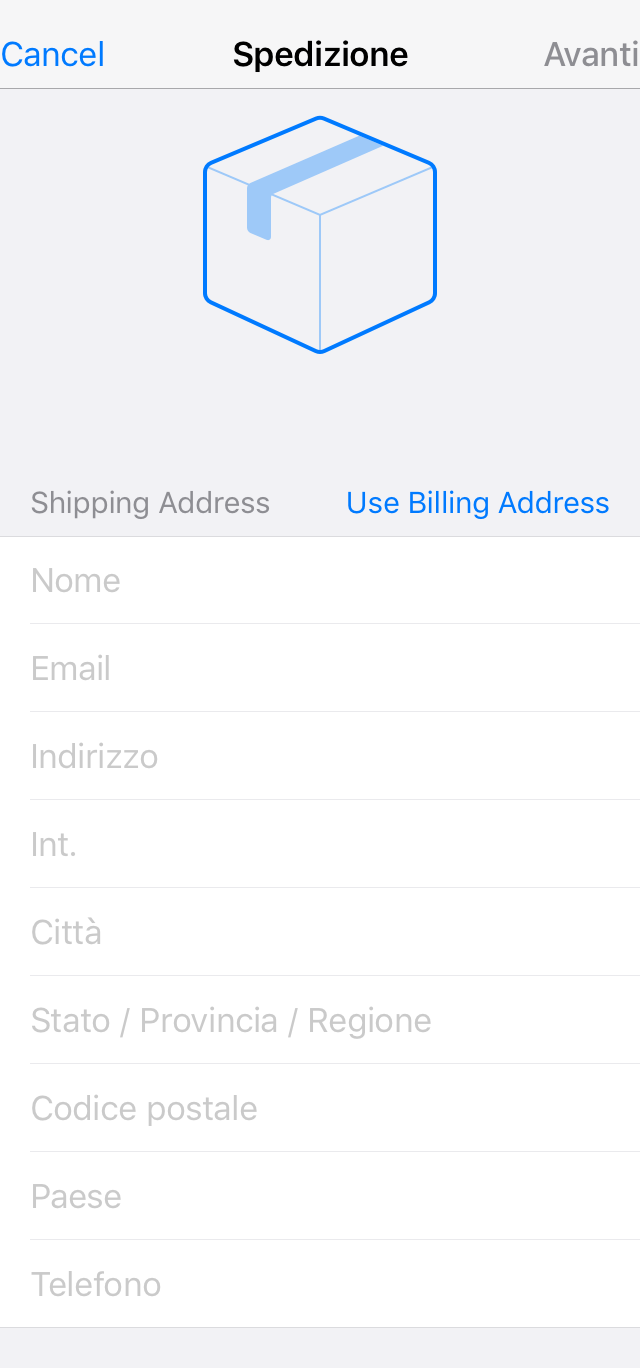 Cancel Spedizione Avanti
Shipping Address Use Billing Address
Nome
Email
Indirizzo
Int.
Città
Stato / Provincia / Regione
Codice postale
Paese
Telefono